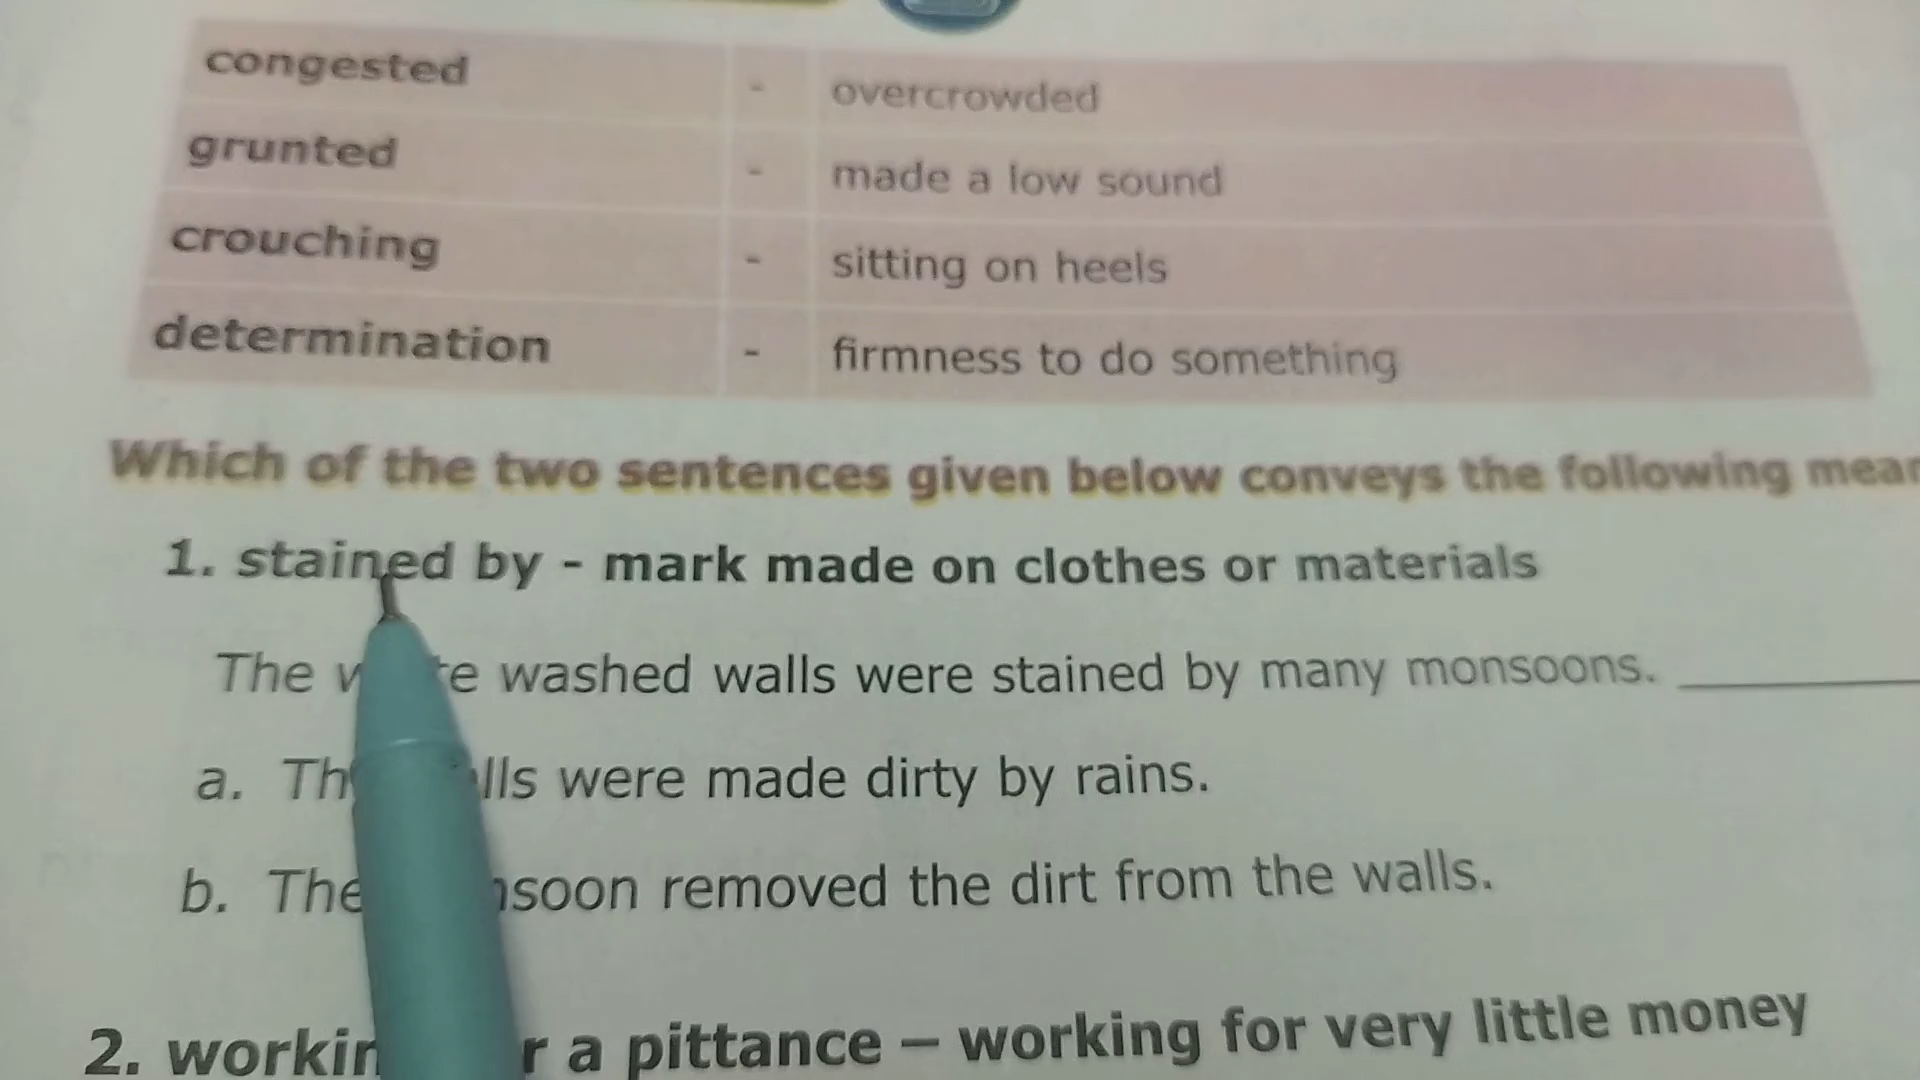 congested - overcrowded
grunted - made a low sound
crouching - sitting on heels
determination - firmness to do something
Which of the two sentences given below conveys the following
1. stained by - mark made on clothes or materials
The washed walls were stained by many monsoons.
a. were made dirty by rains.
b. removed the dirt from the walls.
2. a pittance – working for very little money